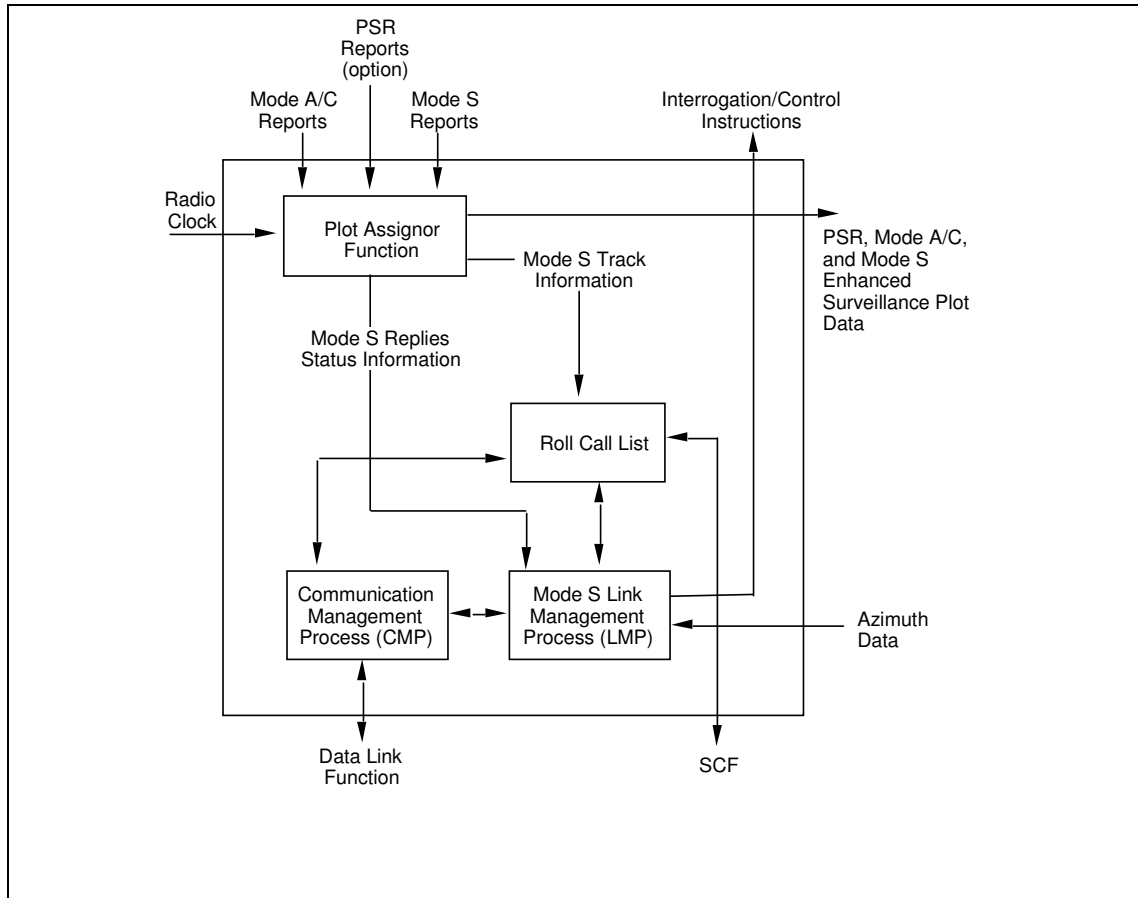 PSR
Reports
(option)
Mode A/C
Reports
Mode S
Reports
Interrogation/Control
Instructions
Radio
Clock
Plot Assignor
Function
PSR, Mode A/C,
and Mode S
Enhanced
Surveillance Plot
Data
Mode S Track
Information
Mode S Replies
Status Information
Roll Call List
Communication
Management
Process (CMP)
Mode S Link
Management
Process (LMP)
Azimuth
Data
Data Link
Function
SCF